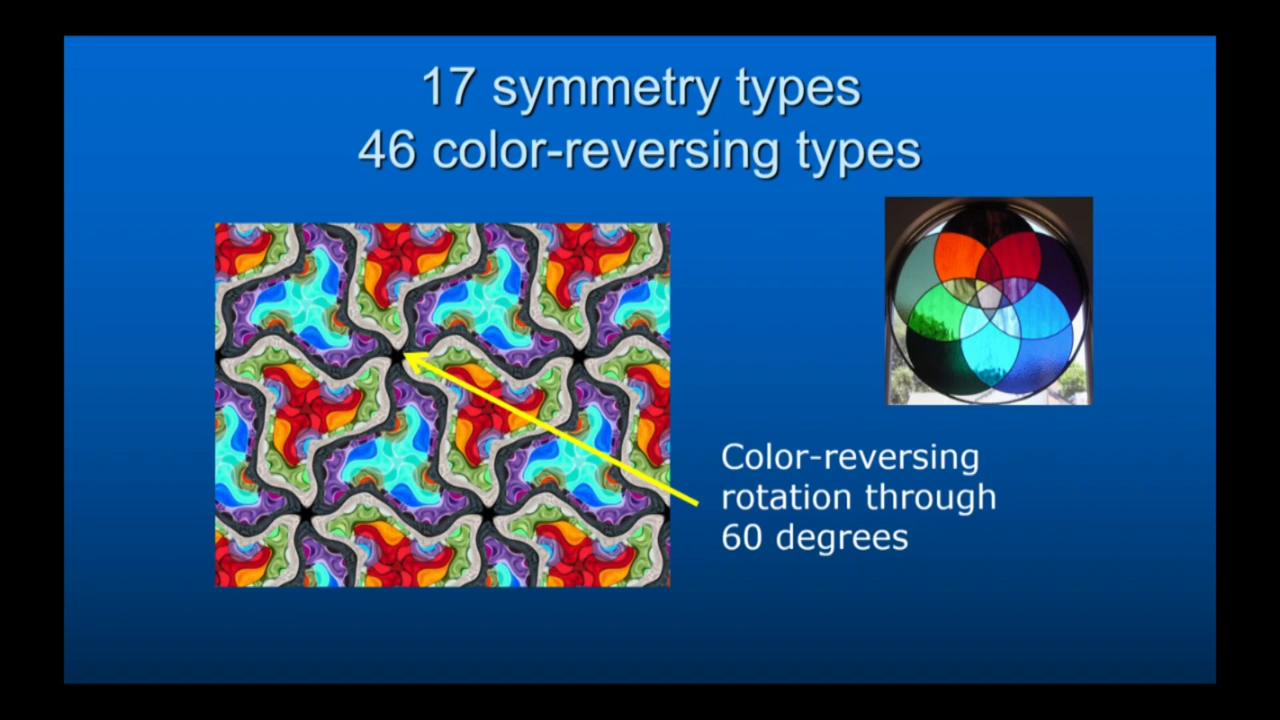 17 symmetry types
46 color-reversing types
Color-reversing
rotation through
60 degrees